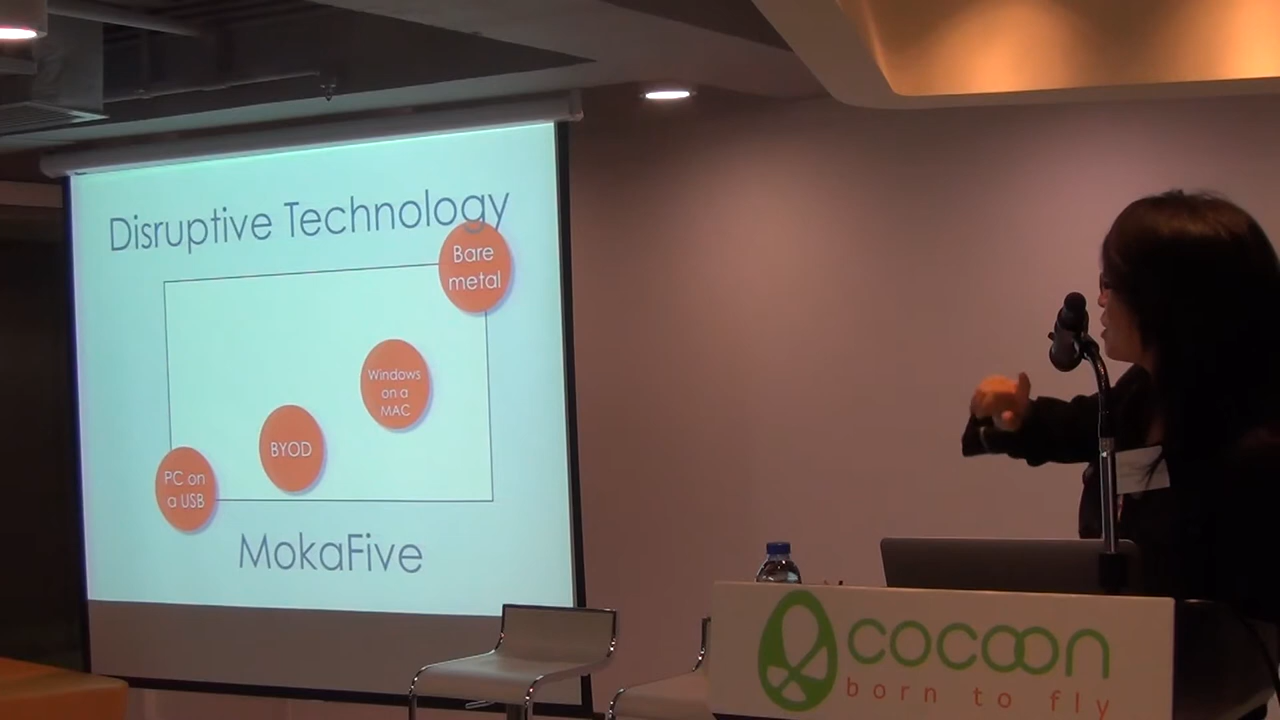 Disruptive Technology
Bare
metal
Windows
on a
MAC
BYOD
PC on
a USB
MokaFive
cocoon
born to fly